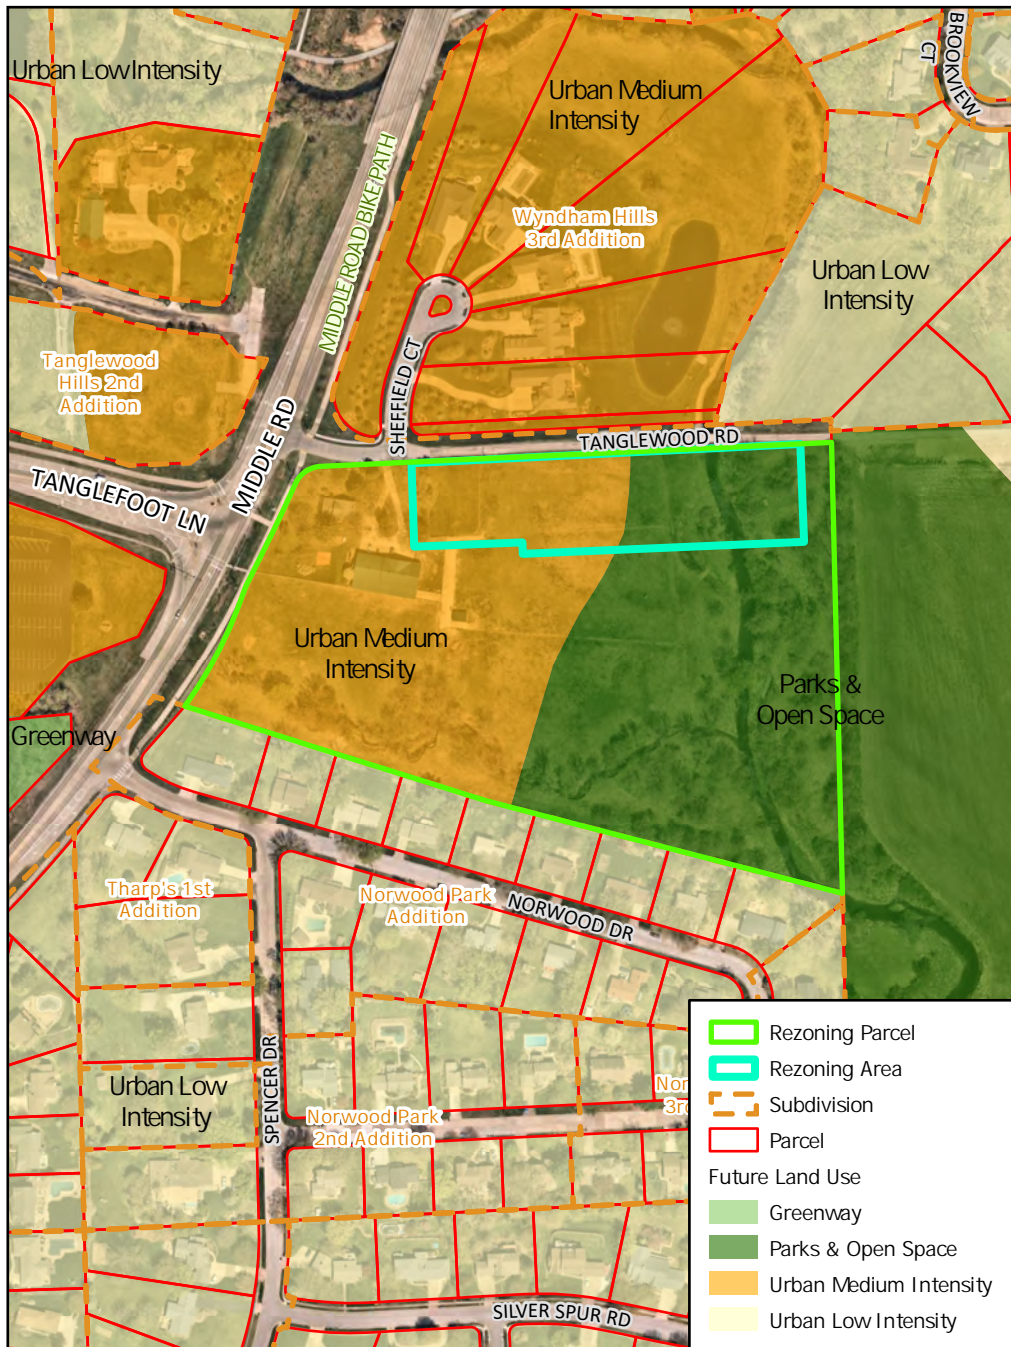 BROOKVIEW
CT
Urban Low Intensity
Urban Medium
Intensity
MIDDLE ROAD BIKE PATH
Wyndham Hills
3rd Addition
Urban Low
Intensity
Tanglewood
Hills 2nd
Addition
SHEFFIELD CT
MIDDLE RD
TANGLEWOOD RD
TANGLEFOOT LN
Urban Medium
Intensity
Parks &
Open Space
Greenway
Tharp's 1st
Addition
Norwood Park
Addition
NORWOOD DR
SPENCER DR
Urban Low
Intensity
Norwood Park
2nd Addition
Nor
3rd
SILVER SPUR RD
Rezoning Parcel
Rezoning Area
Subdivision
Parcel
Future Land Use
Greenway
Parks & Open Space
Urban Medium Intensity
Urban Low Intensity